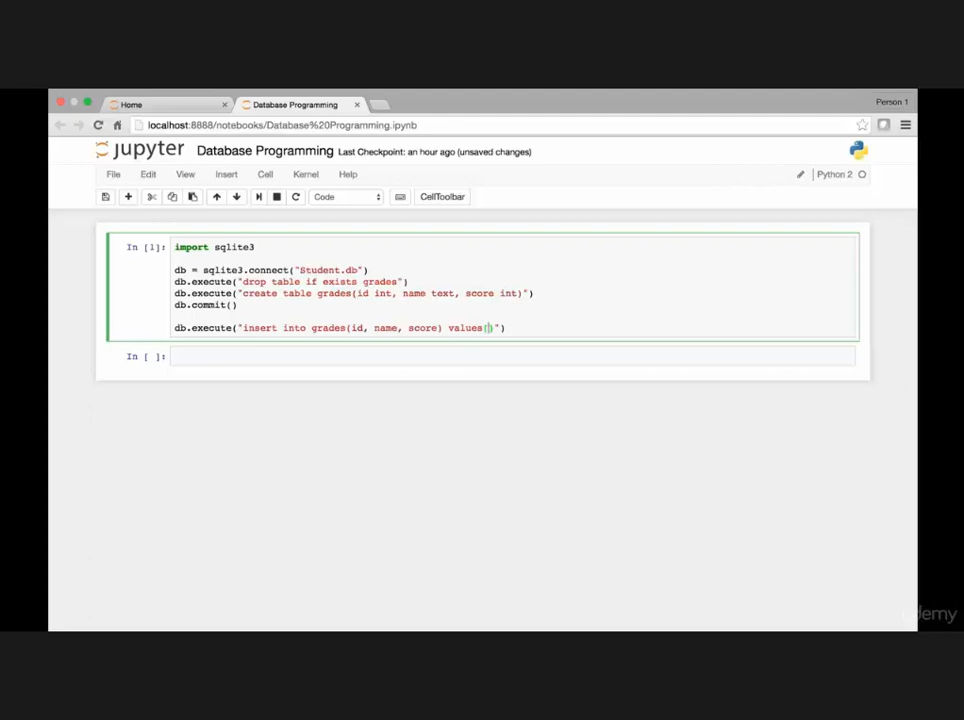 Home
Database Programming
Person 1
localhost:8888/notebooks/Database%20Programming.ipynb
jupyter Database Programming Last Checkpoint: an hour ago (unsaved changes)
File Edit View Insert Cell Kernel Help
Python 2
Code
CellToolbar
In [1]: import sqlite3
db = sqlite3.connect("Student.db")
db.execute("drop table if exists grades")
db.execute("create table grades(id int, name text, score int)")
db.commit()
db.execute("insert into grades(id, name, score) values()")
In [ ]:
udemy